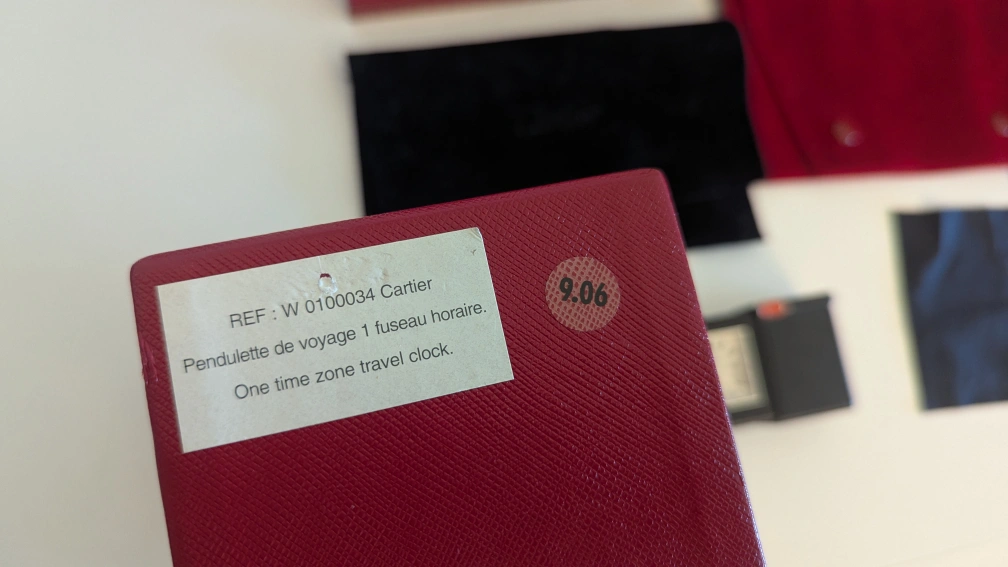 REF : W 0100034 Cartier
Pendulette de voyage 1 fuseau horaire.
One time zone travel clock.
9.06